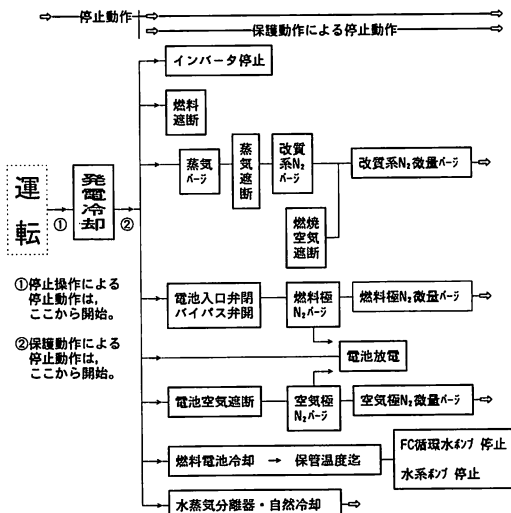 停止動作
保護動作による停止動作
インバータ停止
燃料
遮断
蒸気
パージ
蒸
気
遮
断
改質
系N₂
パージ
改質系N₂微量パージ
燃焼
空気
遮断
運
転
①
発
電
冷
却
②
①停止操作による
停止動作は,
ここから開始。
②保護動作による
停止動作は,
ここから開始。
電池入口弁閉
バイパス弁開
燃料極
N₂パージ
燃料極N₂微量パージ
電池放電
電池空気遮断
空気極
N₂パージ
空気極N₂微量パージ
燃料電池冷却 → 保管温度迄
FC循環水ポンプ 停止
水系ポンプ 停止
水蒸気分離器・自然冷却